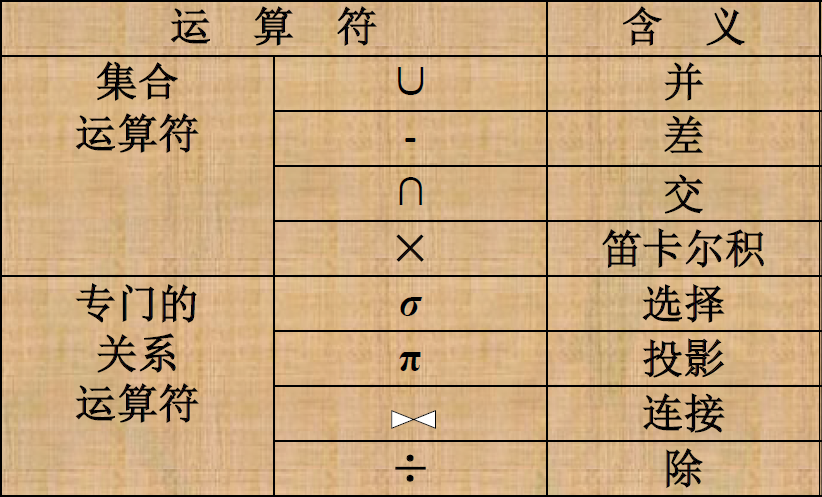 运 算 符 含 义
集合 ∪ 并
运算符 - 差
∩ 交
× 笛卡尔积
专门的 σ 选择
关系 π 投影
运算符 ⋈ 连接
÷ 除